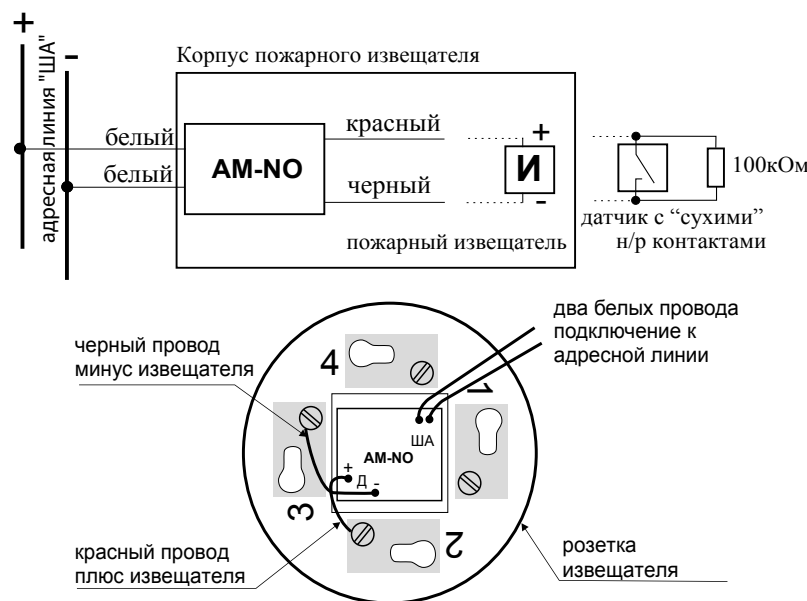 +
-
адресная линия "ША"
Корпус пожарного извещателя
белый
белый
AM-NO
красный
черный
+
И
-
пожарный извещатель
100кОм
датчик с “сухими”
н/р контактами
черный провод
минус извещателя
два белых провода
подключение к
адресной линии
4
1
ША
AM-NO
+
Д
-
3
2
красный провод
плюс извещателя
розетка
извещателя